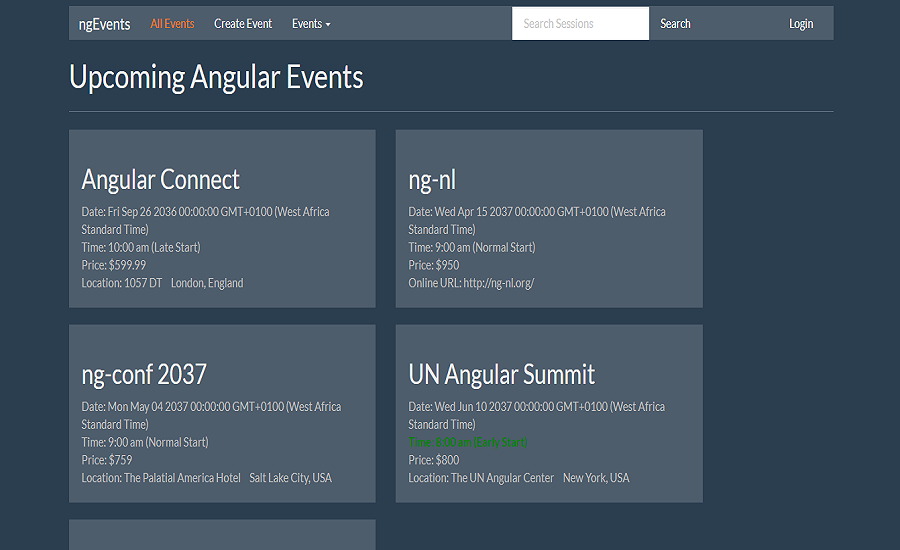 ngEvents All Events Create Event Events Search Sessions Search Login
Upcoming Angular Events
Angular Connect
Date: Fri Sep 26 2036 00:00:00 GMT+0100 (West Africa
Standard Time)
Time: 10:00 am (Late Start)
Price: $599.99
Location: 1057 DT London, England
ng-nl
Date: Wed Apr 15 2037 00:00:00 GMT+0100 (West Africa
Standard Time)
Time: 9:00 am (Normal Start)
Price: $950
Online URL: http://ng-nl.org/
ng-conf 2037
Date: Mon May 04 2037 00:00:00 GMT+0100 (West Africa
Standard Time)
Time: 9:00 am (Normal Start)
Price: $759
Location: The Palatial America Hotel Salt Lake City, USA
UN Angular Summit
Date: Wed Jun 10 2037 00:00:00 GMT+0100 (West Africa
Standard Time)
Time: 8:00 am (Early Start)
Price: $800
Location: The UN Angular Center New York, USA